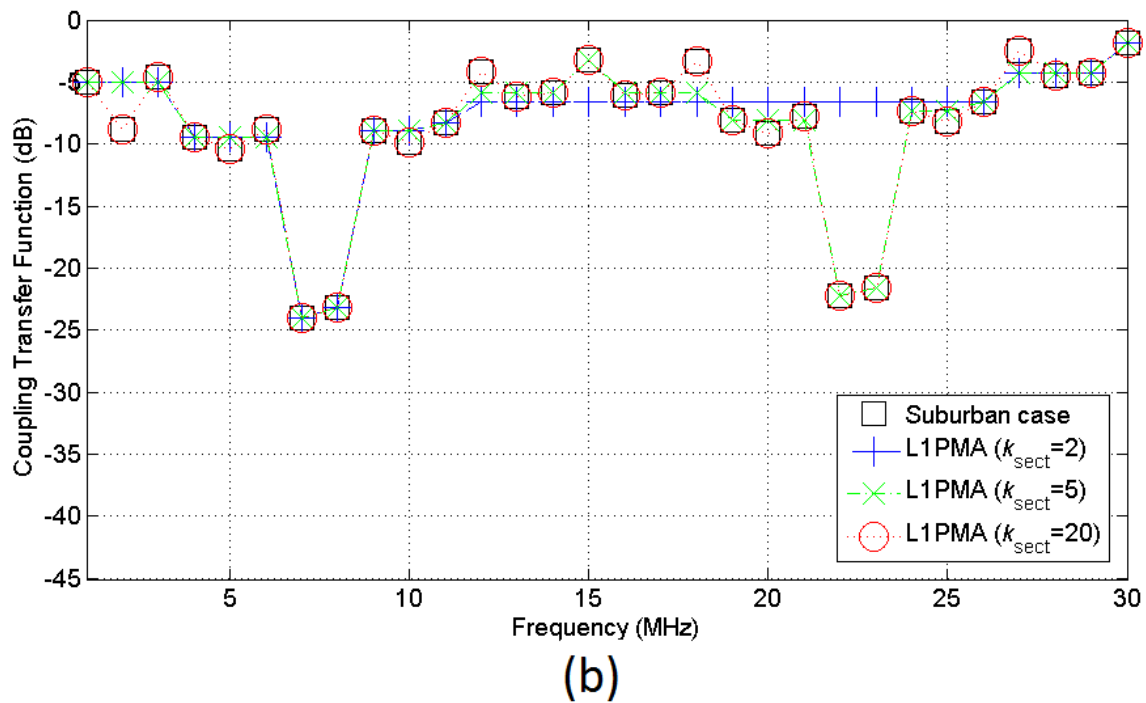 0
-5
-10
-15
-20
-25
-30
-35
-40
-45
Coupling Transfer Function (dB)
5
10
15
20
25
30
Frequency (MHz)
Suburban case
L1PMA (ksect=2)
L1PMA (ksect=5)
L1PMA (ksect=20)
(b)